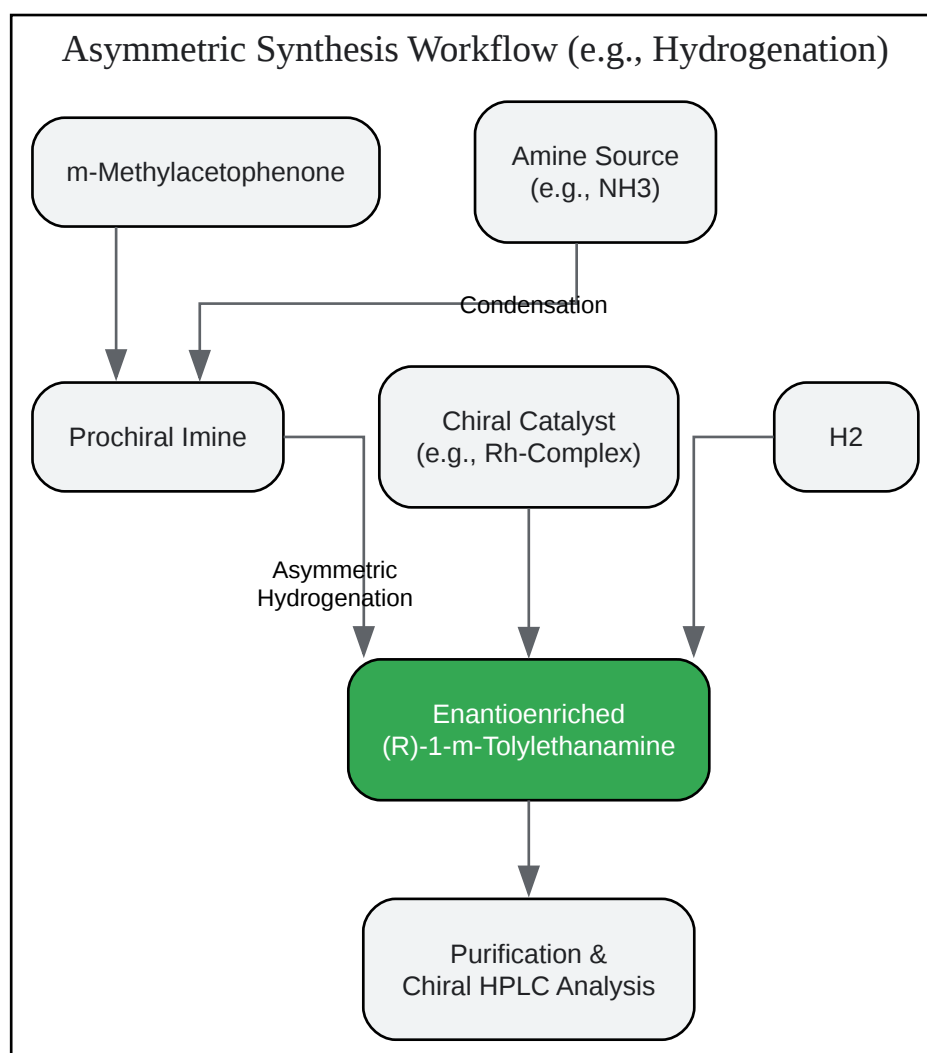 Asymmetric Synthesis Workflow (e.g., Hydrogenation)
m-Methylacetophenone
Amine Source
(e.g., NH3)
Condensation
Prochiral Imine
Chiral Catalyst
(e.g., Rh-Complex)
H2
Asymmetric
Hydrogenation
Enantioenriched
(R)-1-m-Tolylethanamine
Purification &
Chiral HPLC Analysis